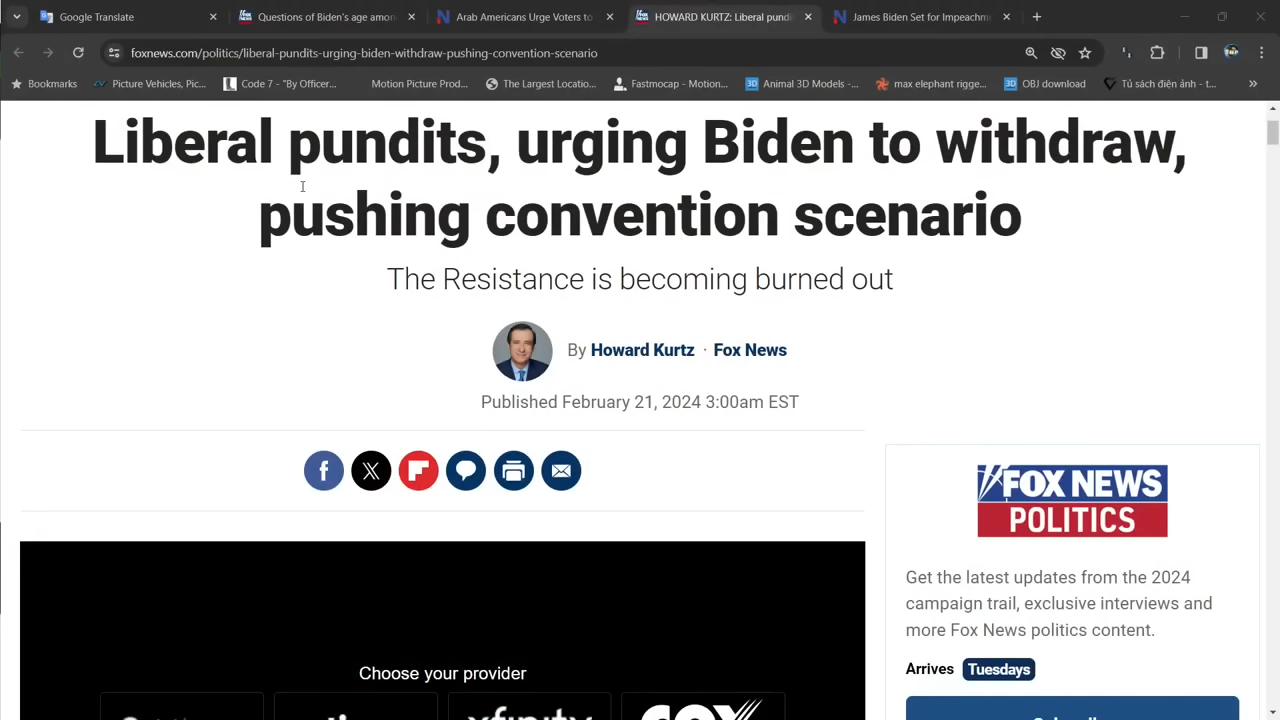 Google Translate
Questions of Biden's age amon
Arab Americans Urge Voters to
HOWARD KURTZ: Liberal pundi
James Biden Set for Impeachm
foxnews.com/politics/liberal-pundits-urging-biden-withdraw-pushing-convention-scenario
Bookmarks
Picture Vehicles, Pic...
Code 7 - "By Officer...
Motion Picture Prod...
The Largest Locatio...
Fastmocap - Motion...
Animal 3D Models -...
max elephant rigge...
OBJ download
Tủ sách điện ảnh - t...
Liberal pundits, urging Biden to withdraw,
pushing convention scenario
The Resistance is becoming burned out
By Howard Kurtz · Fox News
Published February 21, 2024 3:00am EST
FOX NEWS
POLITICS
Get the latest updates from the 2024
campaign trail, exclusive interviews and
more Fox News politics content.
Arrives Tuesdays
Choose your provider
xfinity
COX